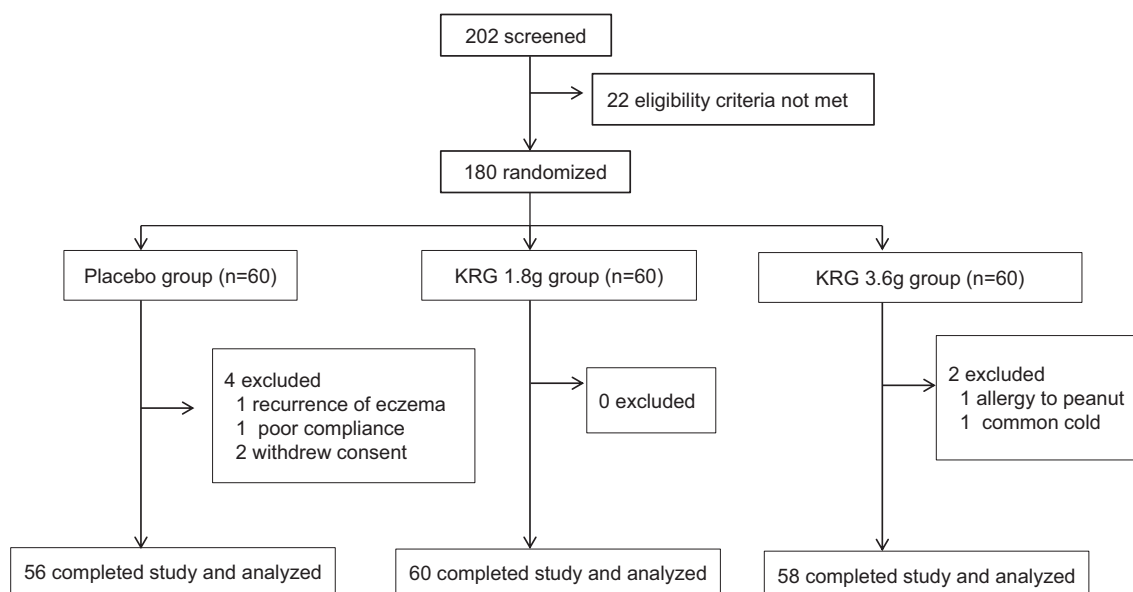 202 screened
22 eligibility criteria not met
180 randomized
Placebo group (n=60)
KRG 1.8g group (n=60)
KRG 3.6g group (n=60)
4 excluded
1 recurrence of eczema
1 poor compliance
2 withdrew consent
0 excluded
2 excluded
1 allergy to peanut
1 common cold
56 completed study and analyzed
60 completed study and analyzed
58 completed study and analyzed